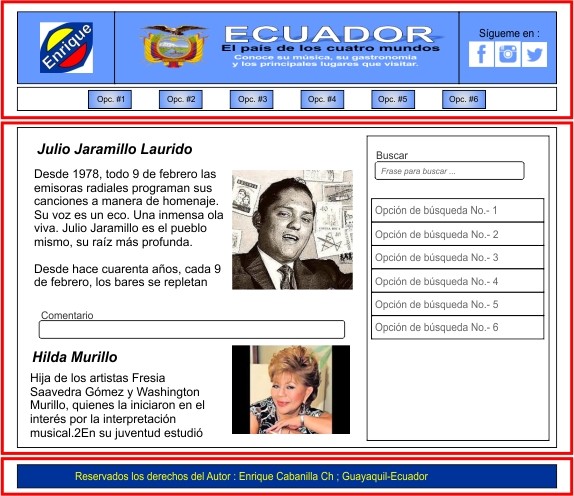 Enrique
ECUADOR
El país de los cuatro mundos
Conoce su música, su gastronomía
y los principales lugares que visitar.
Sígueme en :
Opc. #1
Opc. #2
Opc. #3
Opc. #4
Opc. #5
Opc. #6
Julio Jaramillo Laurido
Desde 1978, todo 9 de febrero las
emisoras radiales programan sus
canciones a manera de homenaje.
Su voz es un eco. Una inmensa ola
viva. Julio Jaramillo es el pueblo
mismo, su raíz más profunda.
Desde hace cuarenta años, cada 9
de febrero, los bares se repletan
Comentario
Hilda Murillo
Hija de los artistas Fresia
Saavedra Gómez y Washington
Murillo, quienes la iniciaron en el
interés por la interpretación
musical.2En su juventud estudió
Buscar
Frase para buscar ...
Opción de búsqueda No.- 1
Opción de búsqueda No.- 2
Opción de búsqueda No.- 3
Opción de búsqueda No.- 4
Opción de búsqueda No.- 5
Opción de búsqueda No.- 6
Reservados los derechos del Autor : Enrique Cabanilla Ch ; Guayaquil-Ecuador